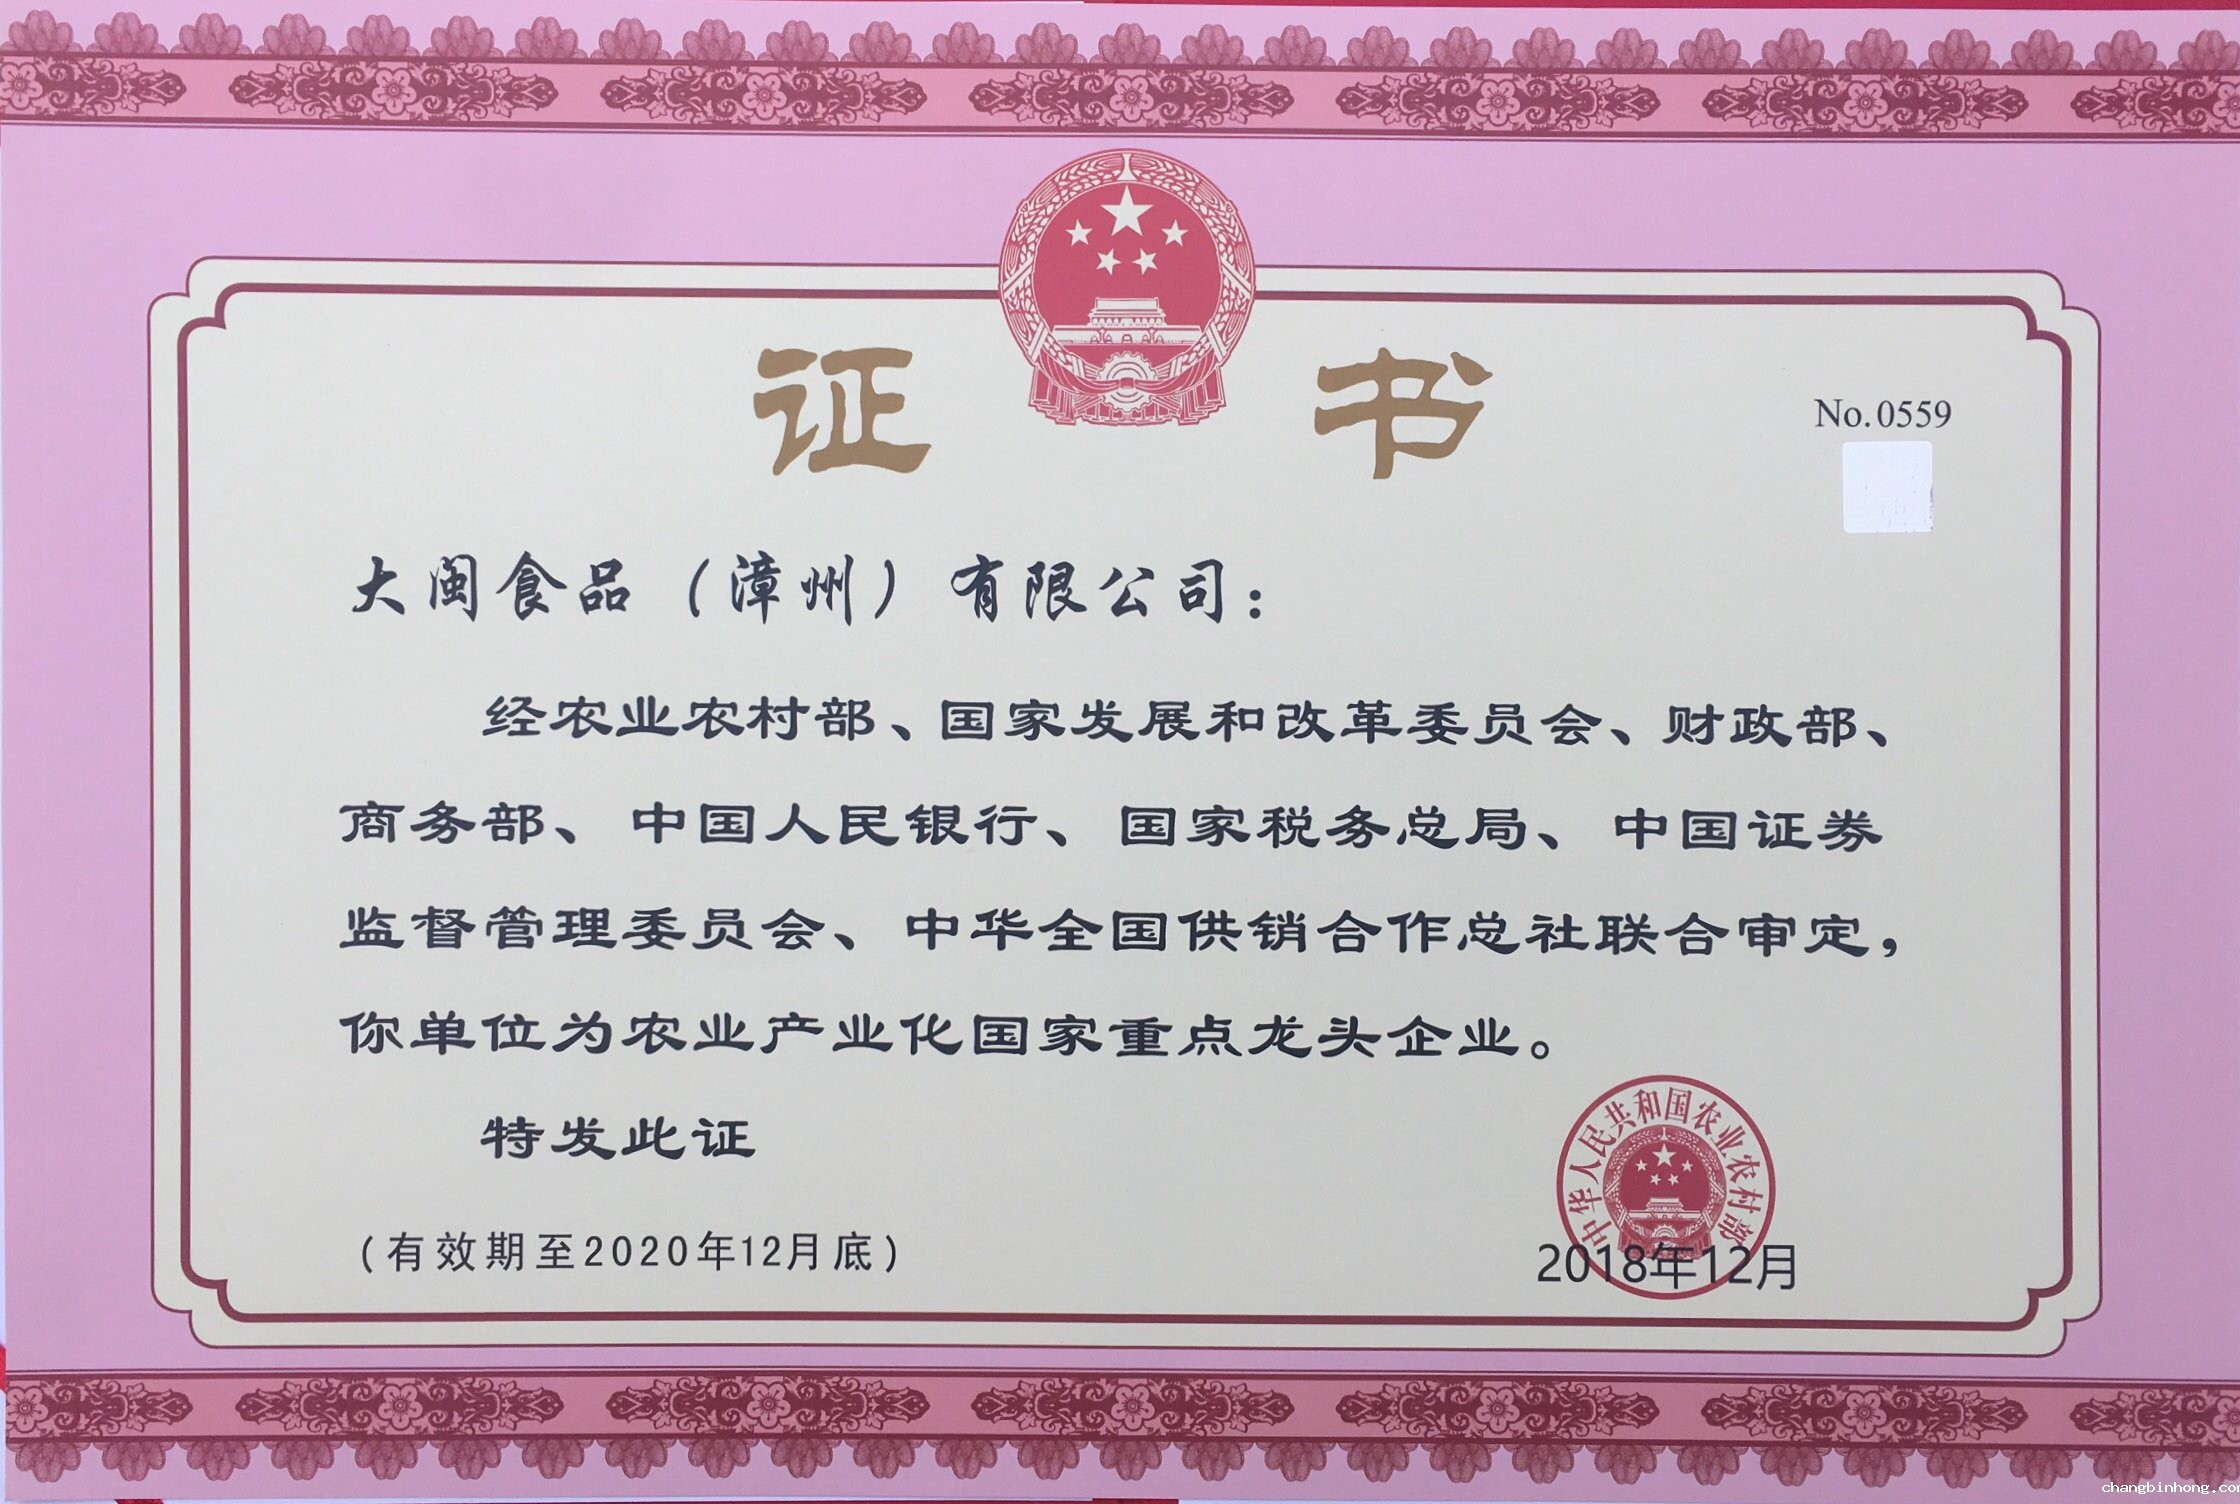 证 书
No.0559
大闽食品（漳州）有限公司：
经农业农村部、国家发展和改革委员会、财政部、
商务部、中国人民银行、国家税务总局、中国证券
监督管理委员会、中华全国供销合作总社联合审定，
你单位为农业产业化国家重点龙头企业。
特发此证
中华人民共和国农业农村部
（有效期至2020年12月底）
2018年12月
changbinhong.co